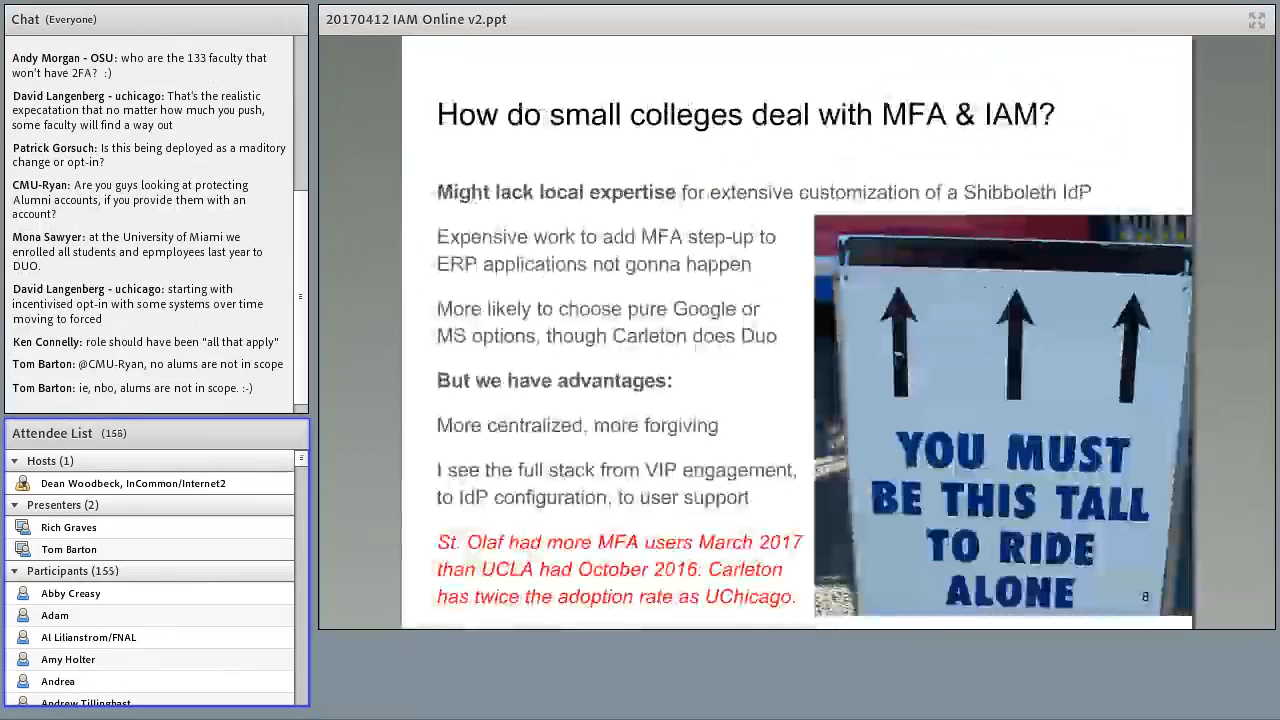 Chat (Everyone)
Andy Morgan - OSU: who are the 133 faculty that
won't have 2FA? :)
David Langenberg - uchicago: That's the realistic
expecatation that no matter how much you push,
some faculty will find a way out
Patrick Gorsuch: Is this being deployed as a maditory
change or opt-in?
CMU-Ryan: Are you guys looking at protecting
Alumni accounts, if you provide them with an
account?
Mona Sawyer: at the University of Miami we
enrolled all students and epmployees last year to
DUO.
David Langenberg - uchicago: starting with
incentivised opt-in with some systems over time
moving to forced
Ken Connelly: role should have been "all that apply"
Tom Barton: @CMU-Ryan, no alums are not in scope
Tom Barton: ie, nbo, alums are not in scope. :-)
Attendee List (156)
Hosts (1)
Dean Woodbeck, InCommon/Internet2
Presenters (2)
Rich Graves
Tom Barton
Participants (155)
Abby Creasy
Adam
Al Lilianstrom/FNAL
Amy Holter
Andrea
Andrew Tillinghast
20170412 IAM Online v2.ppt
How do small colleges deal with MFA & IAM?
Might lack local expertise for extensive customization of a Shibboleth IdP
Expensive work to add MFA step-up to
ERP applications not gonna happen
More likely to choose pure Google or
MS options, though Carleton does Duo
But we have advantages:
More centralized, more forgiving
I see the full stack from VIP engagement,
to IdP configuration, to user support
St. Olaf had more MFA users March 2017
than UCLA had October 2016. Carleton
has twice the adoption rate as UChicago.
YOU MUST
BE THIS TALL
TO RIDE
ALONE
8